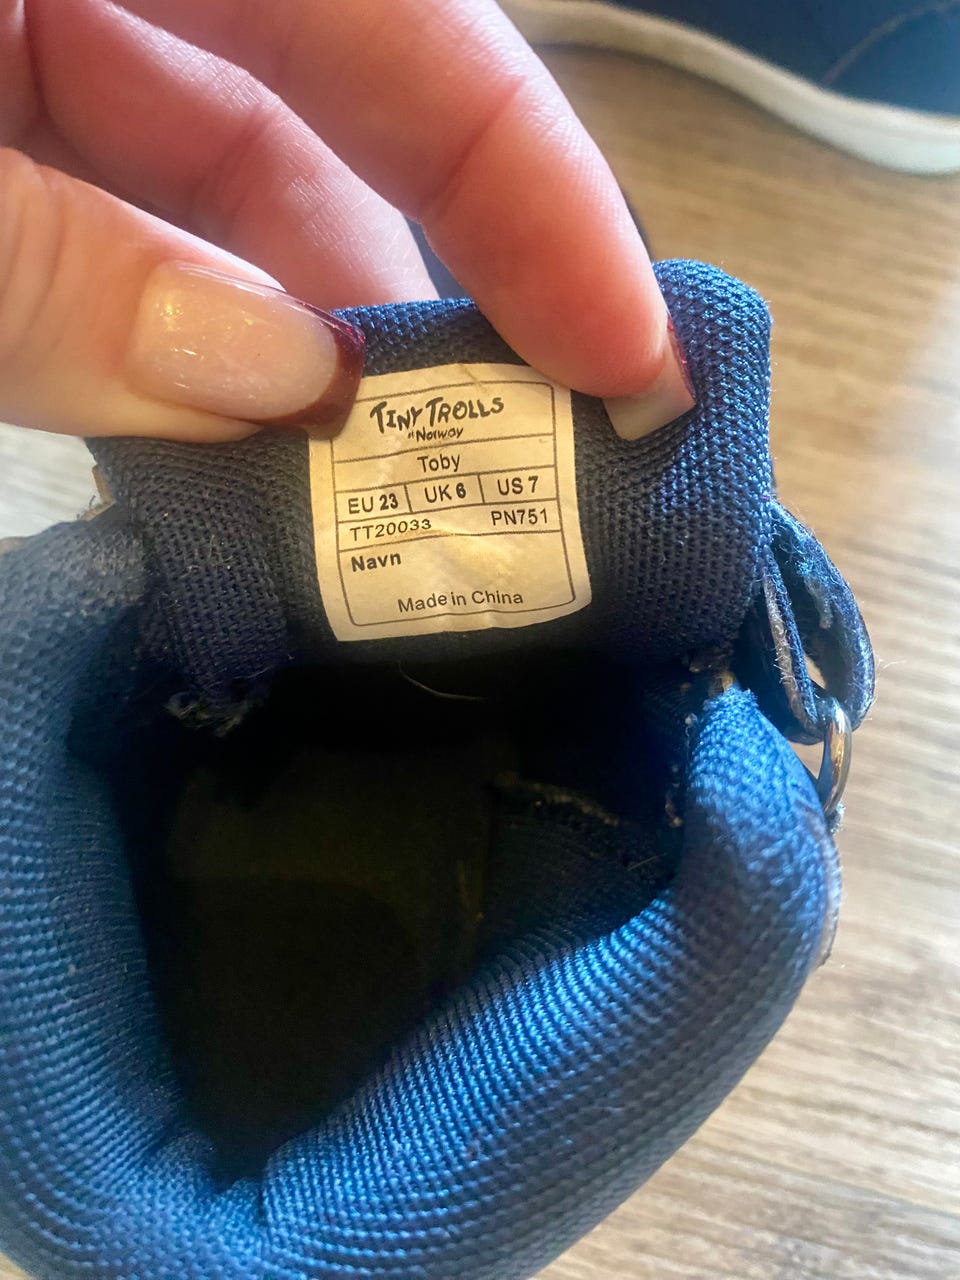 TINY TROLLS
of Norway
Toby
EU 23 UK 6 US 7
TT20033 PN751
Navn
Made in China